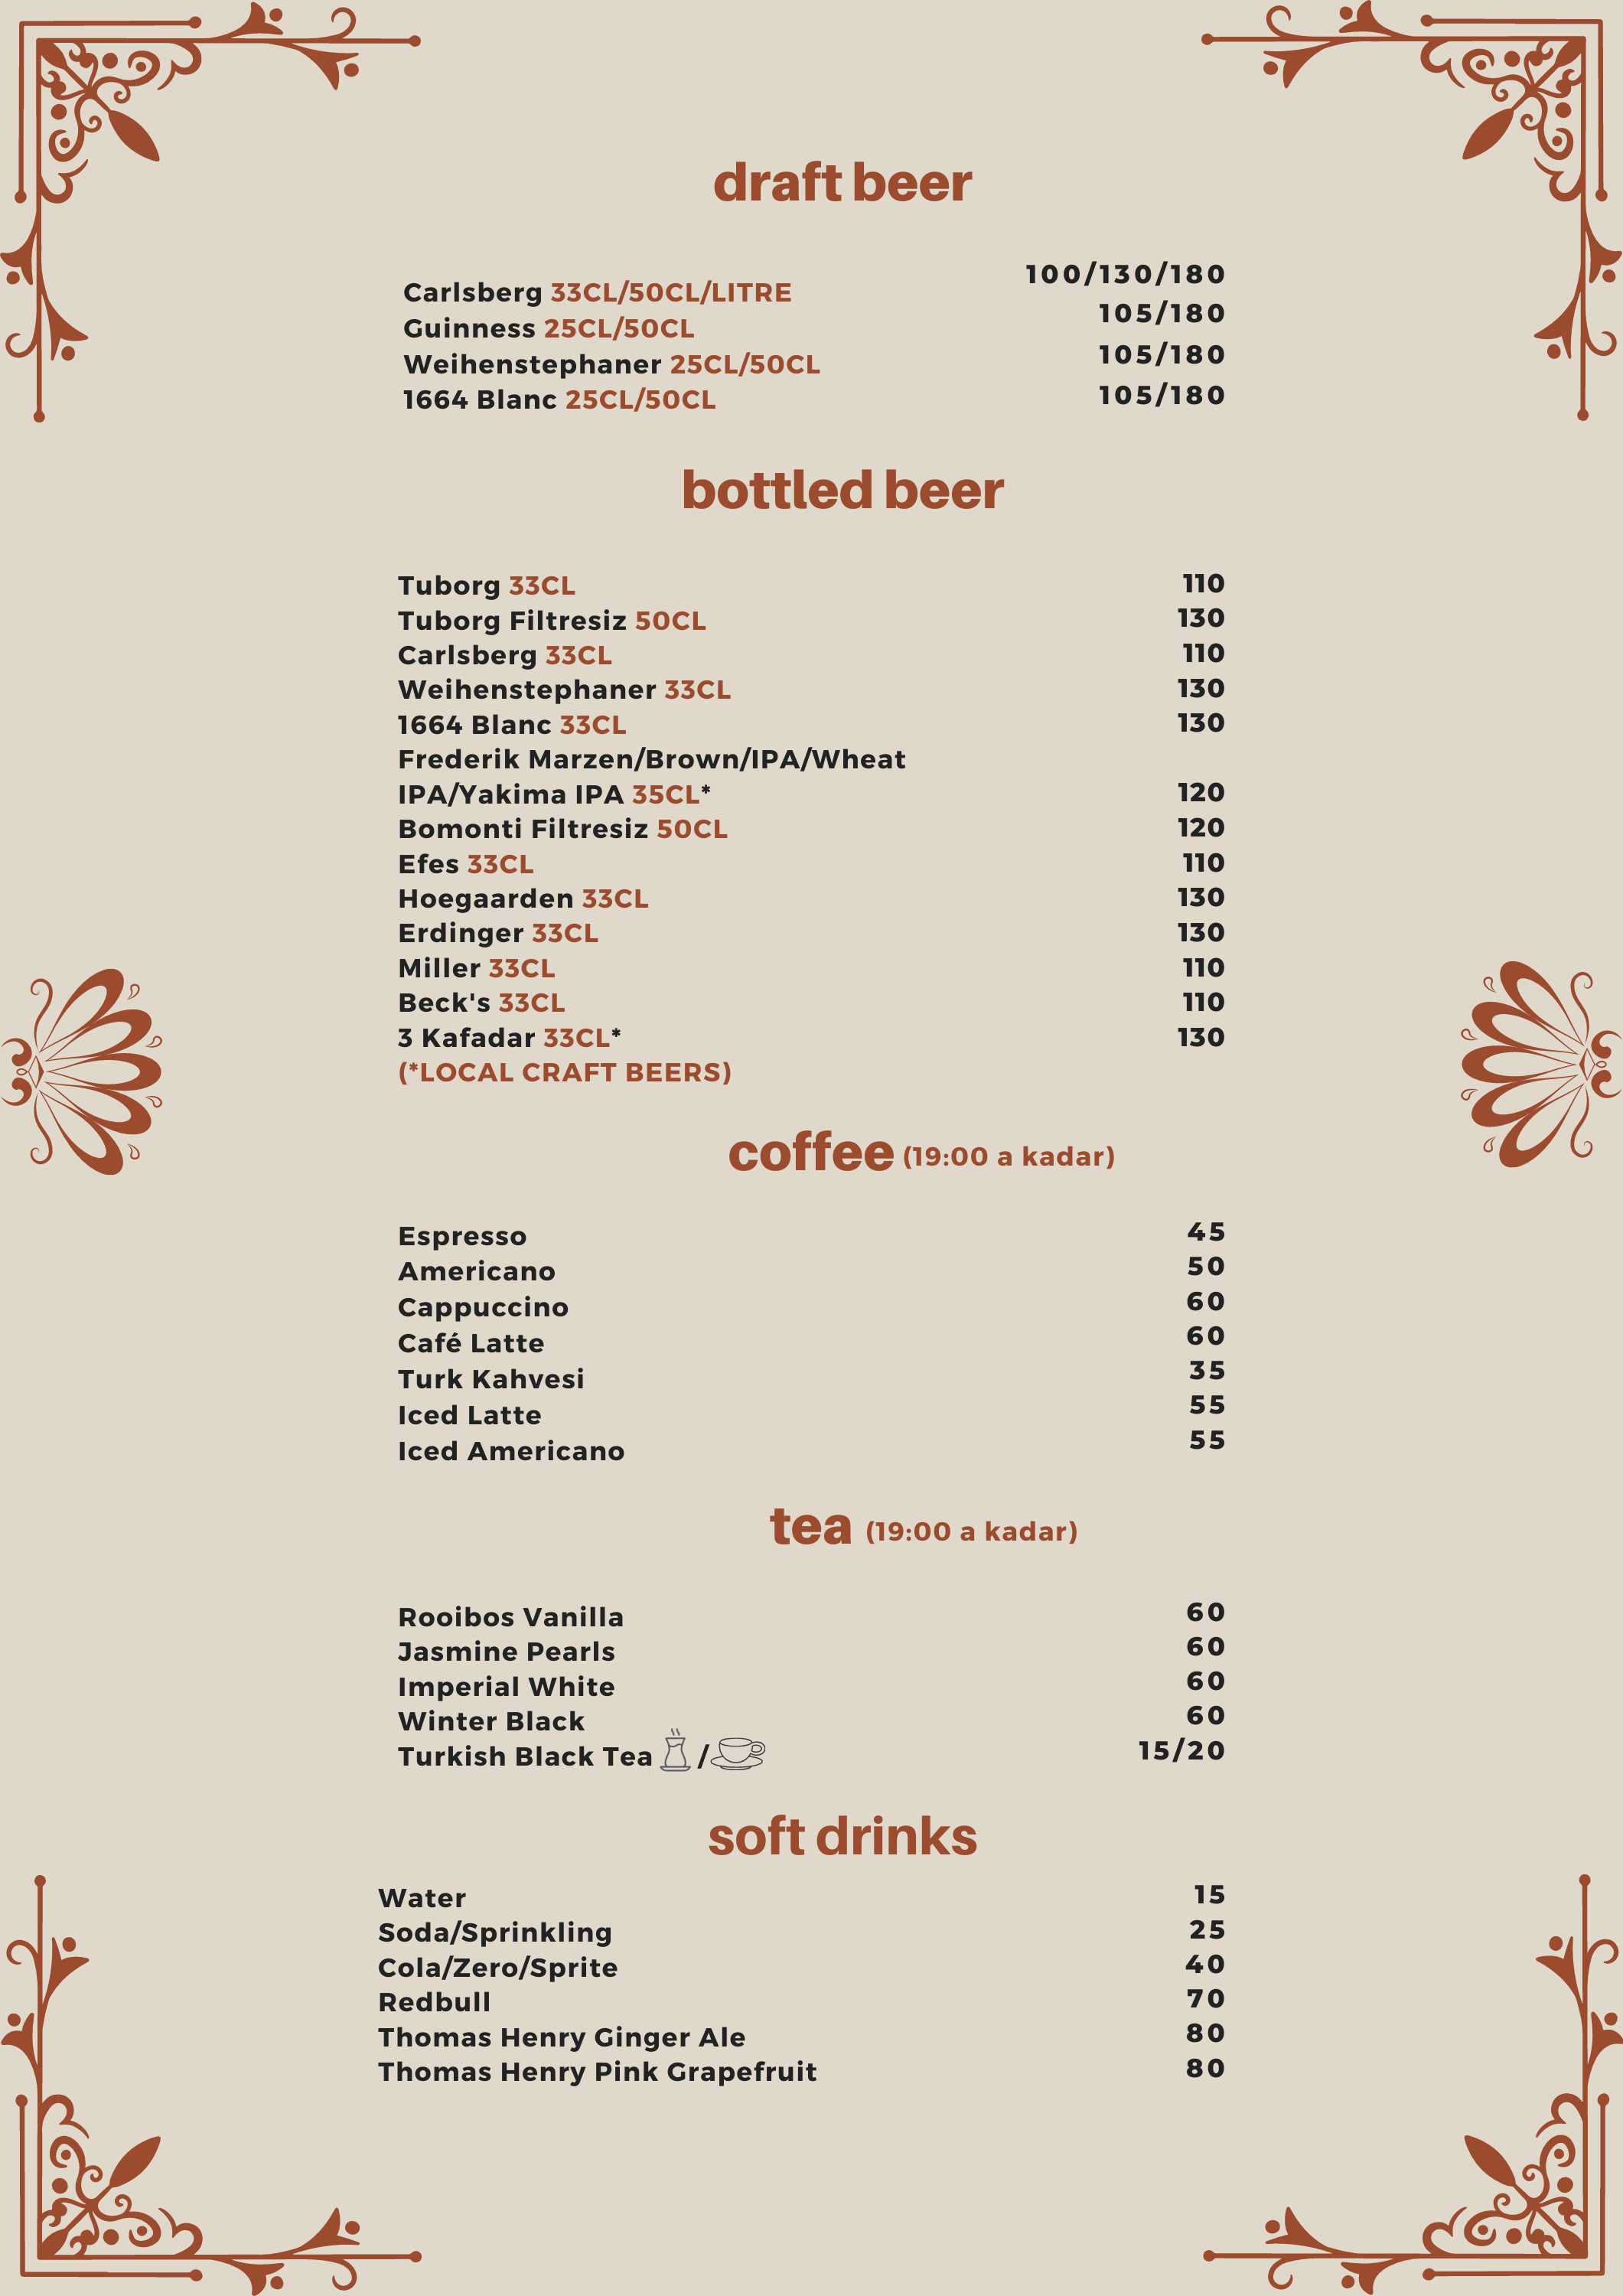 draft beer
Carlsberg 33CL/50CL/LITRE 100/130/180
Guinness 25CL/50CL 105/180
Weihenstephaner 25CL/50CL 105/180
1664 Blanc 25CL/50CL 105/180
bottled beer
Tuborg 33CL 110
Tuborg Filtresiz 50CL 130
Carlsberg 33CL 110
Weihenstephaner 33CL 130
1664 Blanc 33CL 130
Frederik Marzen/Brown/IPA/Wheat
IPA/Yakima IPA 35CL* 120
Bomonti Filtresiz 50CL 120
Efes 33CL 110
Hoegaarden 33CL 130
Erdinger 33CL 130
Miller 33CL 110
Beck's 33CL 110
3 Kafadar 33CL* 130
(*LOCAL CRAFT BEERS)
coffee (19:00 a kadar)
Espresso 45
Americano 50
Cappuccino 60
Café Latte 60
Turk Kahvesi 35
Iced Latte 55
Iced Americano 55
tea (19:00 a kadar)
Rooibos Vanilla 60
Jasmine Pearls 60
Imperial White 60
Winter Black 60
Turkish Black Tea / 15/20
soft drinks
Water 15
Soda/Sprinkling 25
Cola/Zero/Sprite 40
Redbull 70
Thomas Henry Ginger Ale 80
Thomas Henry Pink Grapefruit 80